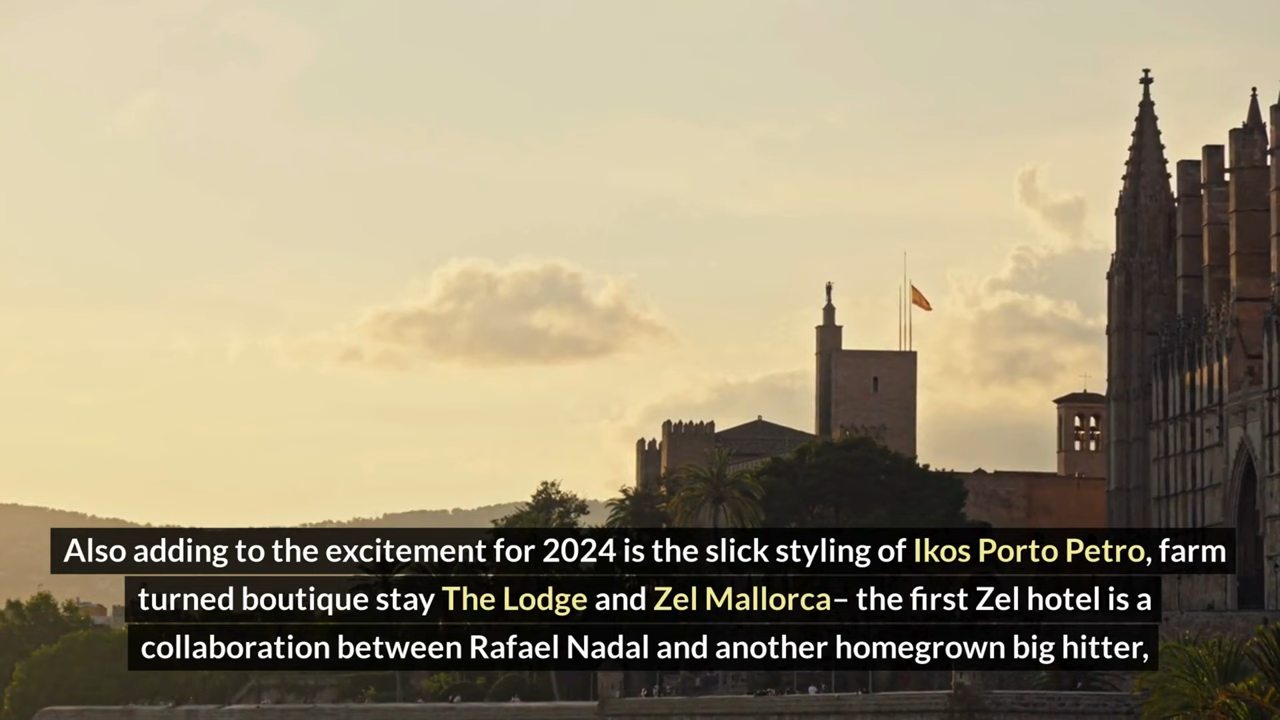 Also adding to the excitement for 2024 is the slick styling of Ikos Porto Petro, farm
turned boutique stay The Lodge and Zel Mallorca– the first Zel hotel is a
collaboration between Rafael Nadal and another homegrown big hitter,